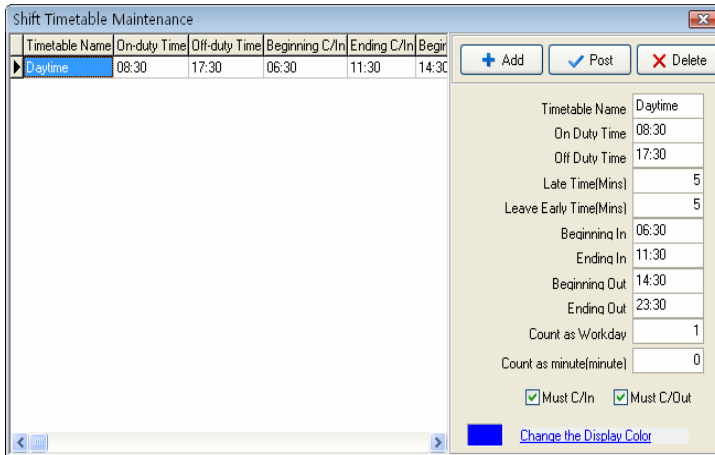 Shift Timetable Maintenance
Timetable Name On-duty Time Off-duty Time Beginning C/In Ending C/In Begir
Daytime 08:30 17:30 06:30 11:30 14:30
Add Post Delete
Timetable Name Daytime
On Duty Time 08:30
Off Duty Time 17:30
Late Time(Mins) 5
Leave Early Time(Mins) 5
Beginning In 06:30
Ending In 11:30
Beginning Out 14:30
Ending Out 23:30
Count as Workday 1
Count as minute(minute) 0
Must C/In Must C/Out
Change the Display Color